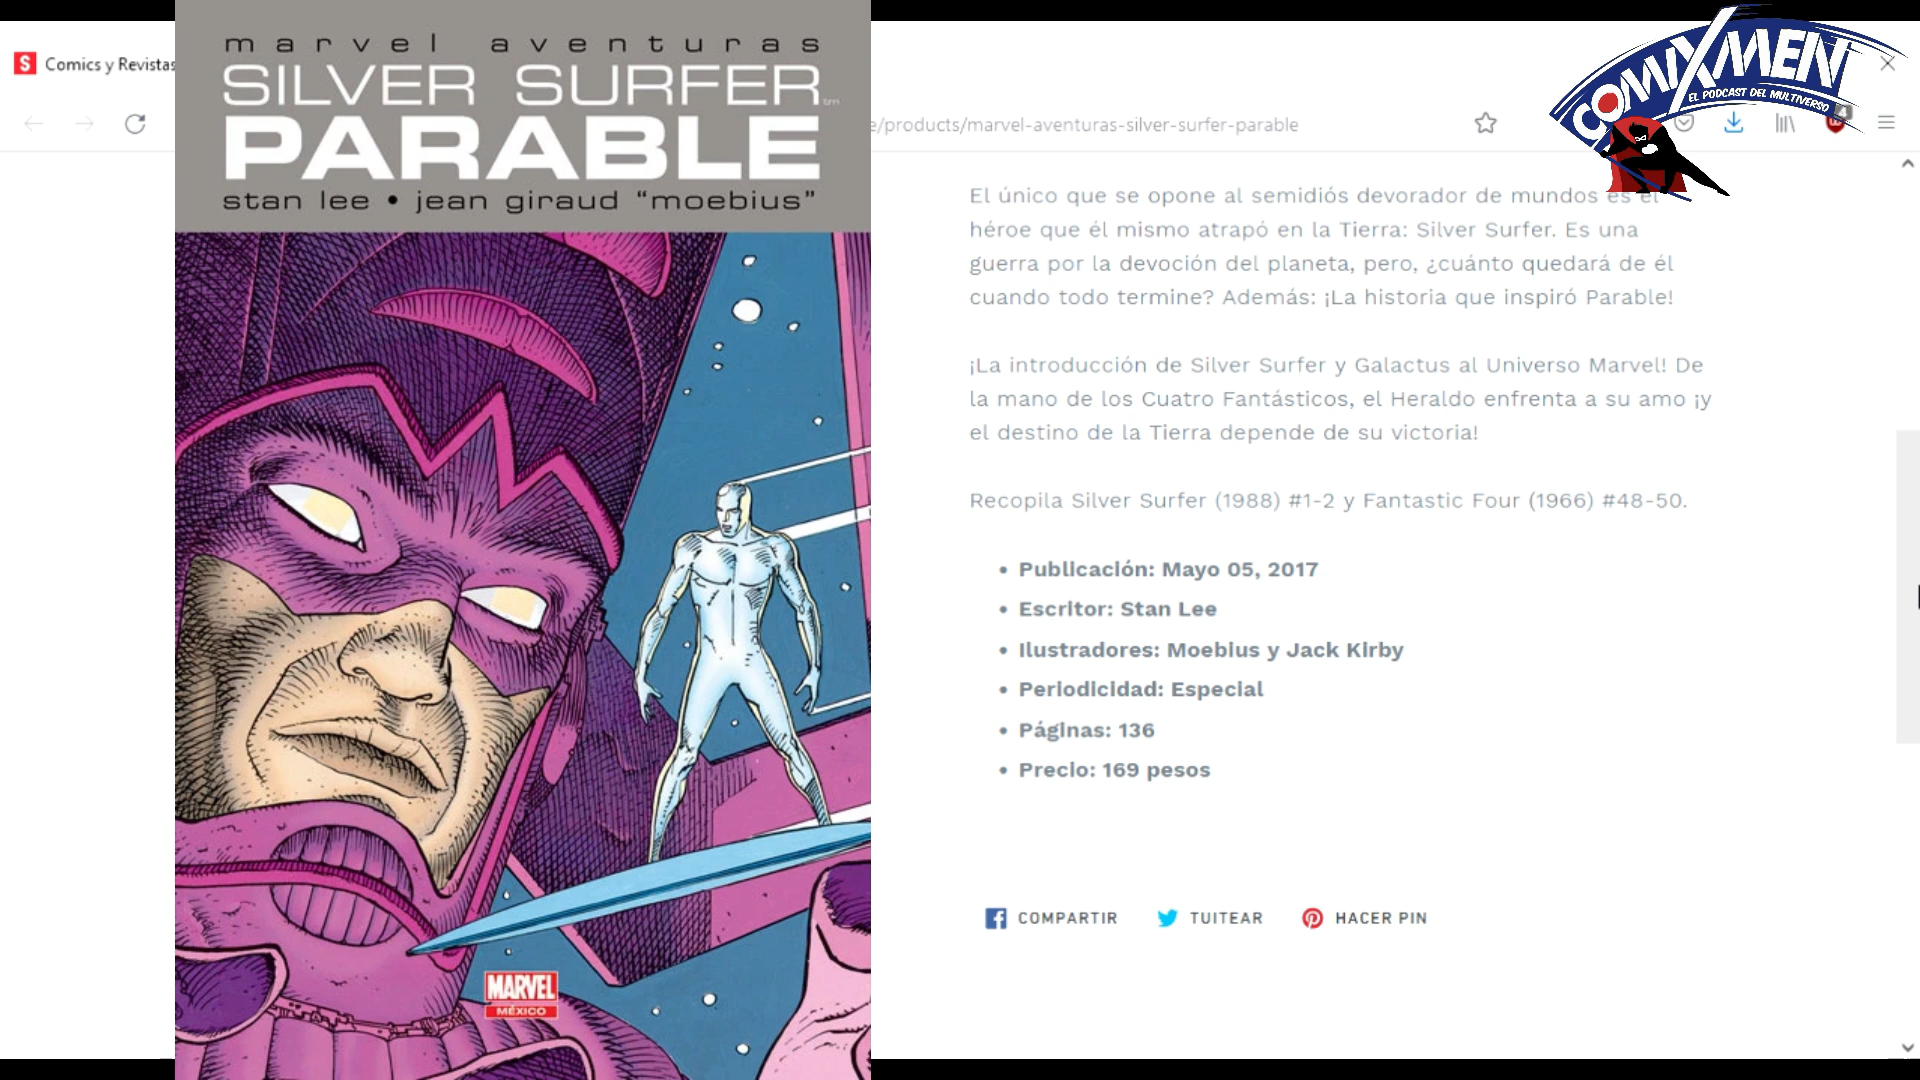 marvel aventuras
SILVER SURFER
PARABLE
stan lee • jean giraud "moebius"
MARVEL
MÉXICO
S Comics y Revistas
e/products/marvel-aventuras-silver-surfer-parable
COMIXMEN
EL PODCAST DEL MULTIVERSO
4
El único que se opone al semidiós devorador de mundos es el
héroe que él mismo atrapó en la Tierra: Silver Surfer. Es una
guerra por la devoción del planeta, pero, ¿cuánto quedará de él
cuando todo termine? Además: ¡La historia que inspiró Parable!
¡La introducción de Silver Surfer y Galactus al Universo Marvel! De
la mano de los Cuatro Fantásticos, el Heraldo enfrenta a su amo ¡y
el destino de la Tierra depende de su victoria!
Recopila Silver Surfer (1988) #1-2 y Fantastic Four (1966) #48-50.
• Publicación: Mayo 05, 2017
• Escritor: Stan Lee
• Ilustradores: Moebius y Jack Kirby
• Periodicidad: Especial
• Páginas: 136
• Precio: 169 pesos
COMPARTIR TUITEAR HACER PIN